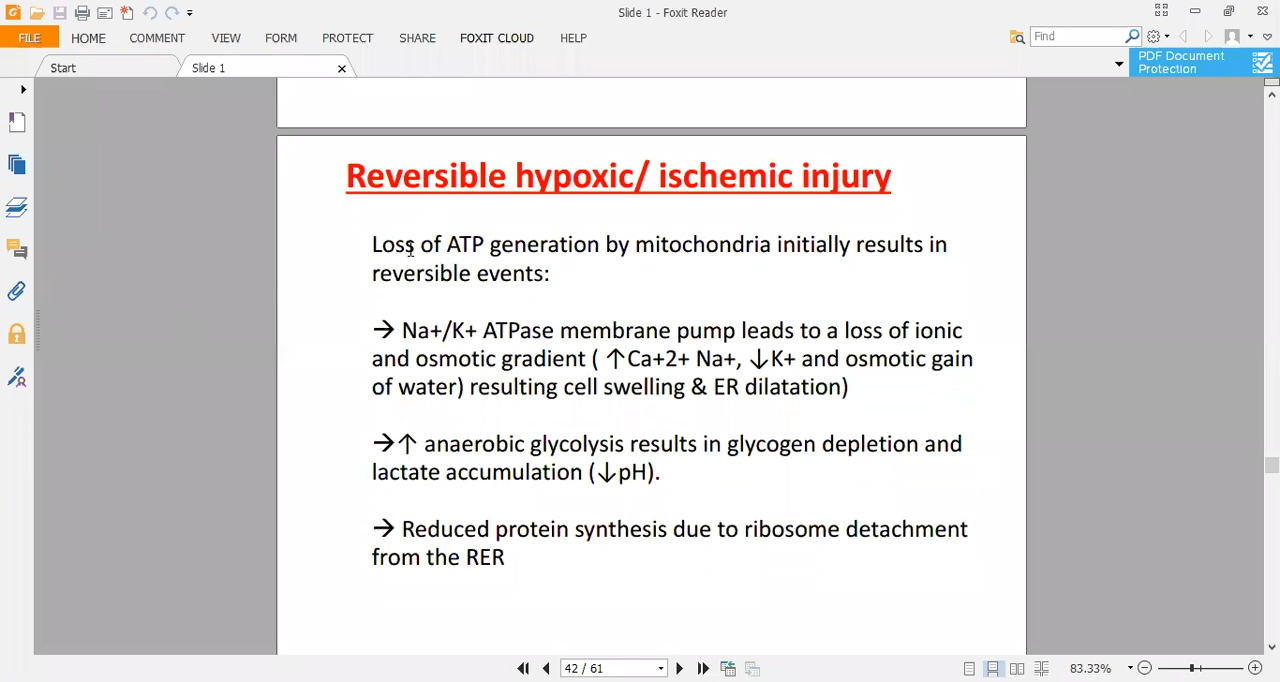 Slide 1 - Foxit Reader
FILE HOME COMMENT VIEW FORM PROTECT SHARE FOXIT CLOUD HELP
Find
Start
Slide 1
PDF Document
Protection
Reversible hypoxic/ ischemic injury
Loss of ATP generation by mitochondria initially results in
reversible events:
→ Na+/K+ ATPase membrane pump leads to a loss of ionic
and osmotic gradient ( ↑Ca+2+ Na+, ↓K+ and osmotic gain
of water) resulting cell swelling & ER dilatation)
→↑ anaerobic glycolysis results in glycogen depletion and
lactate accumulation (↓pH).
→ Reduced protein synthesis due to ribosome detachment
from the RER
42 / 61
83.33%